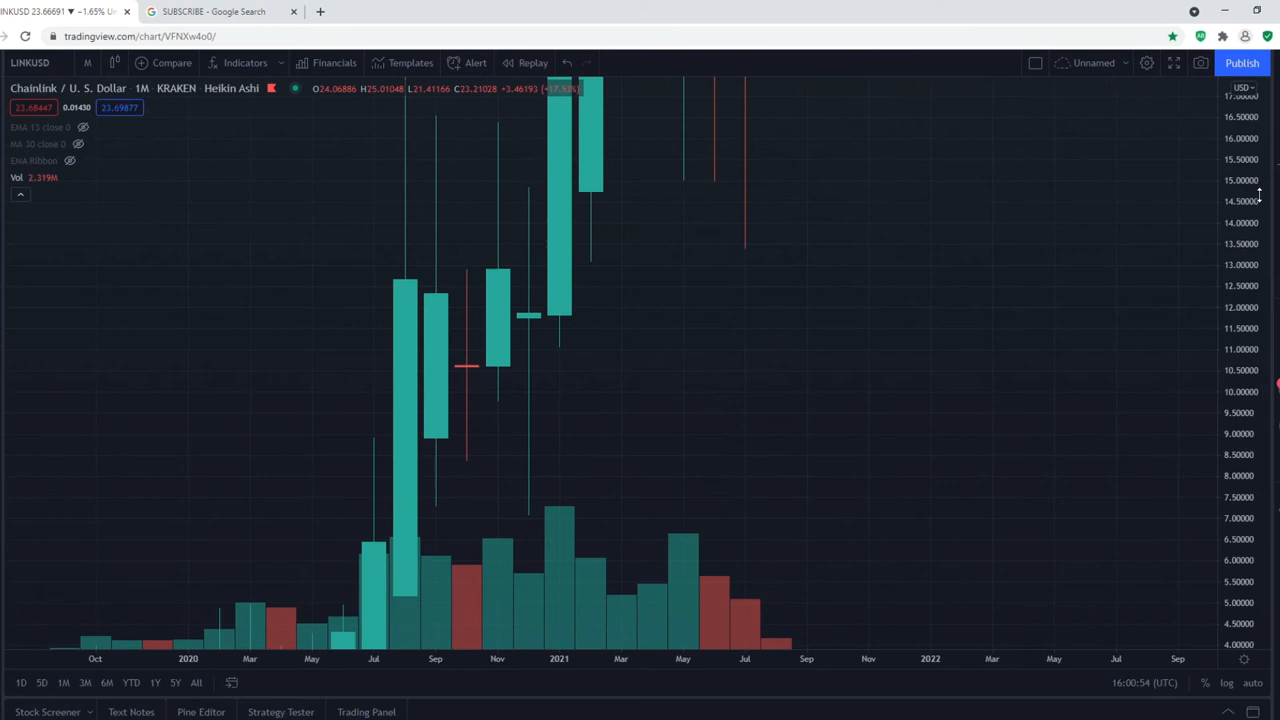 INKUSD 23.66691 ▼ −1.65% Unnam
SUBSCRIBE - Google Search
tradingview.com/chart/VFNXw4o0/
LINKUSD M Compare Indicators Financials Templates Alert Replay Unnamed Publish
Chainlink / U. S. Dollar · 1M · KRAKEN · Heikin Ashi O24.06886 H25.01048 L21.41166 C23.21028 +3.46193 (+17.53%)
USD
23.68447 0.01430 23.69877
EMA 13 close 0
MA 30 close 0
EMA Ribbon
Vol 2.319M
17.00000
16.50000
16.00000
15.50000
15.00000
14.50000
14.00000
13.50000
13.00000
12.50000
12.00000
11.50000
11.00000
10.50000
10.00000
9.50000
9.00000
8.50000
8.00000
7.50000
7.00000
6.50000
6.00000
5.50000
5.00000
4.50000
4.00000
Oct 2020 Mar May Jul Sep Nov 2021 Mar May Jul Sep Nov 2022 Mar May Jul Sep
1D 5D 1M 3M 6M YTD 1Y 5Y All 16:00:54 (UTC) % log auto
Stock Screener Text Notes Pine Editor Strategy Tester Trading Panel